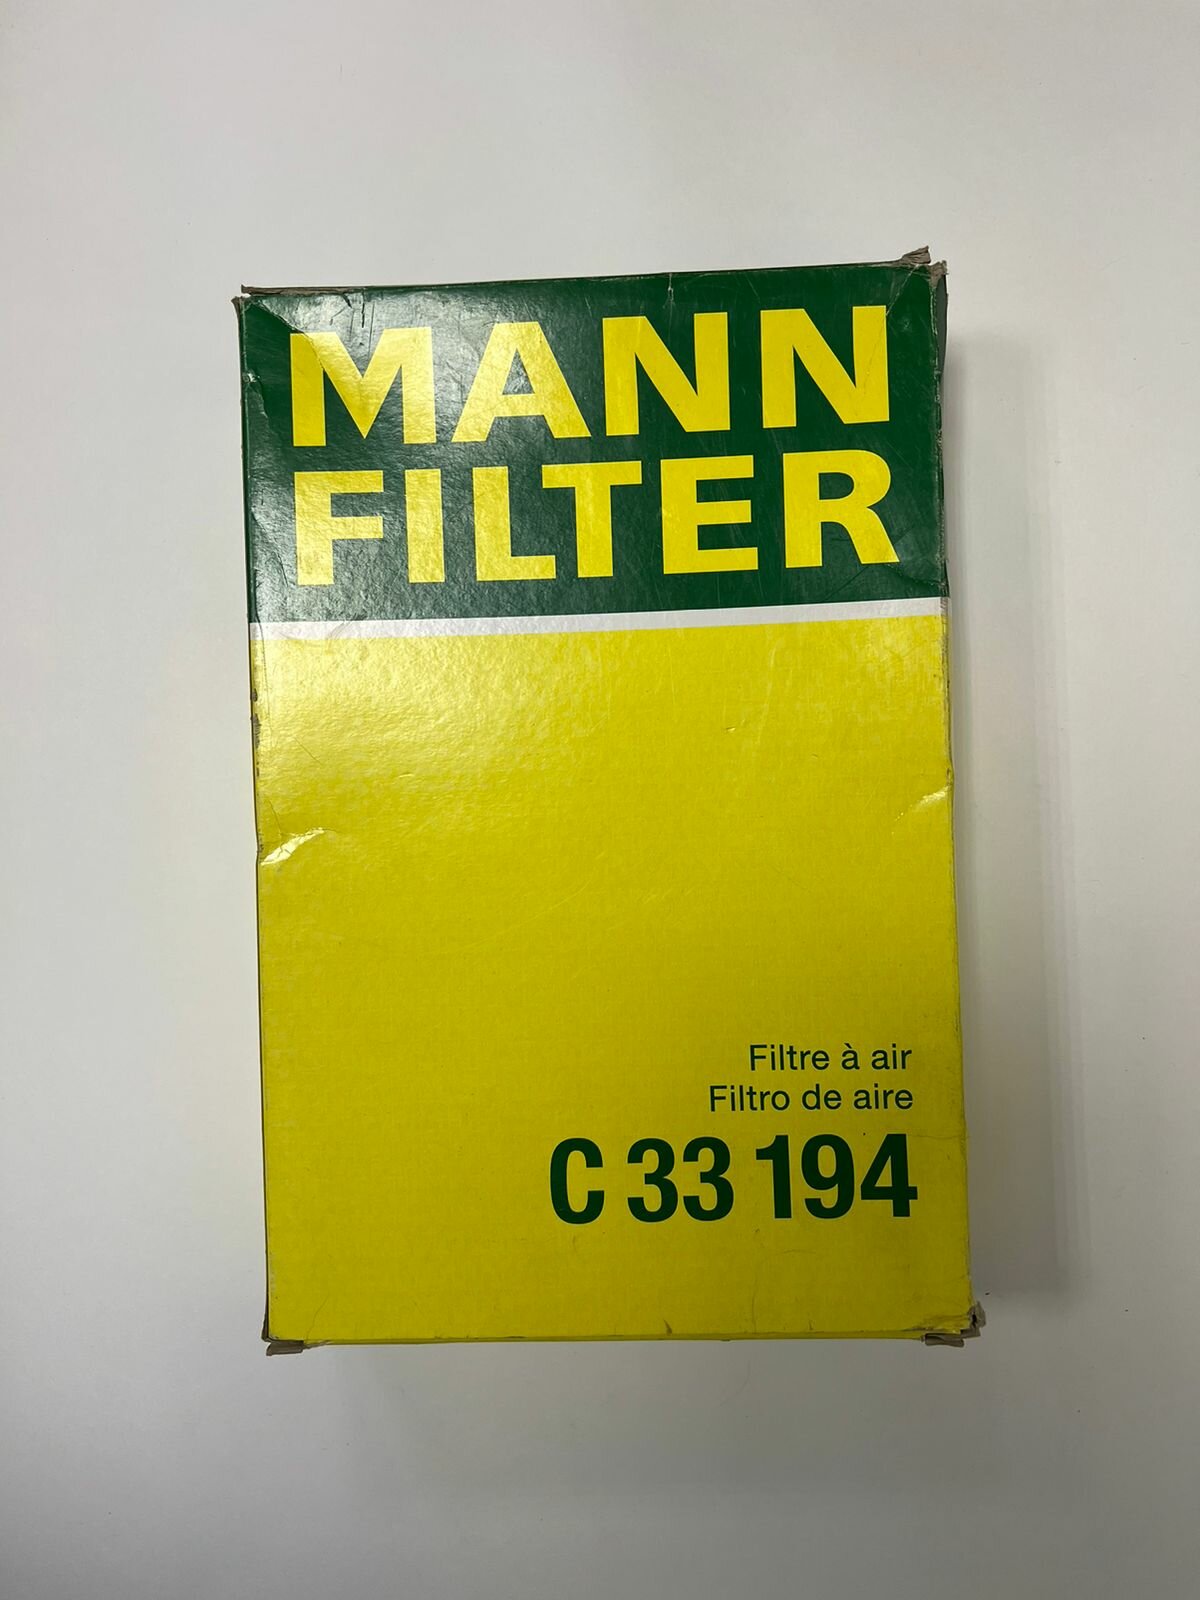 MANN
FILTER
Filtre à air
Filtro de aire
C 33 194